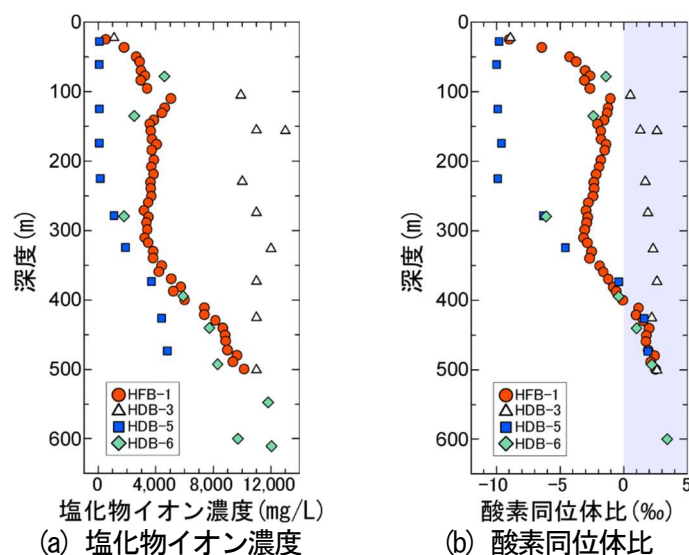 0
100
200
300
400
500
600
深度(m)
HFB-1
HDB-3
HDB-5
HDB-6
0 4,000 8,000 12,000
塩化物イオン濃度(mg/L)
(a) 塩化物イオン濃度
0
100
200
300
400
500
600
深度(m)
HFB-1
HDB-3
HDB-5
HDB-6
-10 -5 0 5
酸素同位体比(‰)
(b) 酸素同位体比